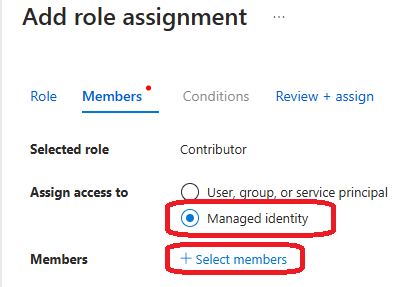 Add role assignment ...
Role Members Conditions Review + assign
Selected role Contributor
Assign access to User, group, or service principal
Managed identity
Members + Select members